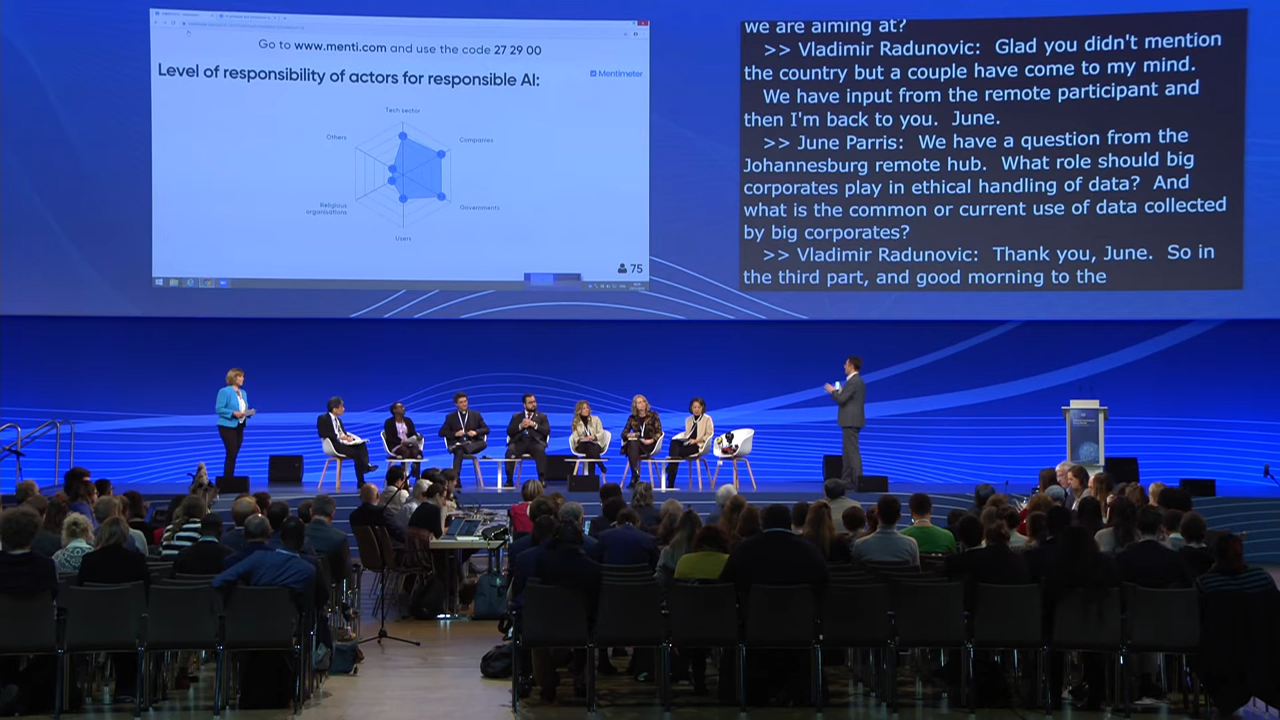 Go to www.menti.com and use the code 27 29 00
Level of responsibility of actors for responsible AI:
Mentimeter
Tech sector
Others
Companies
Religious
organisations
Governments
Users
75
we are aiming at?
>> Vladimir Radunovic: Glad you didn't mention
the country but a couple have come to my mind.
We have input from the remote participant and
then I'm back to you. June.
>> June Parris: We have a question from the
Johannesburg remote hub. What role should big
corporates play in ethical handling of data? And
what is the common or current use of data collected
by big corporates?
>> Vladimir Radunovic: Thank you, June. So in
the third part, and good morning to the